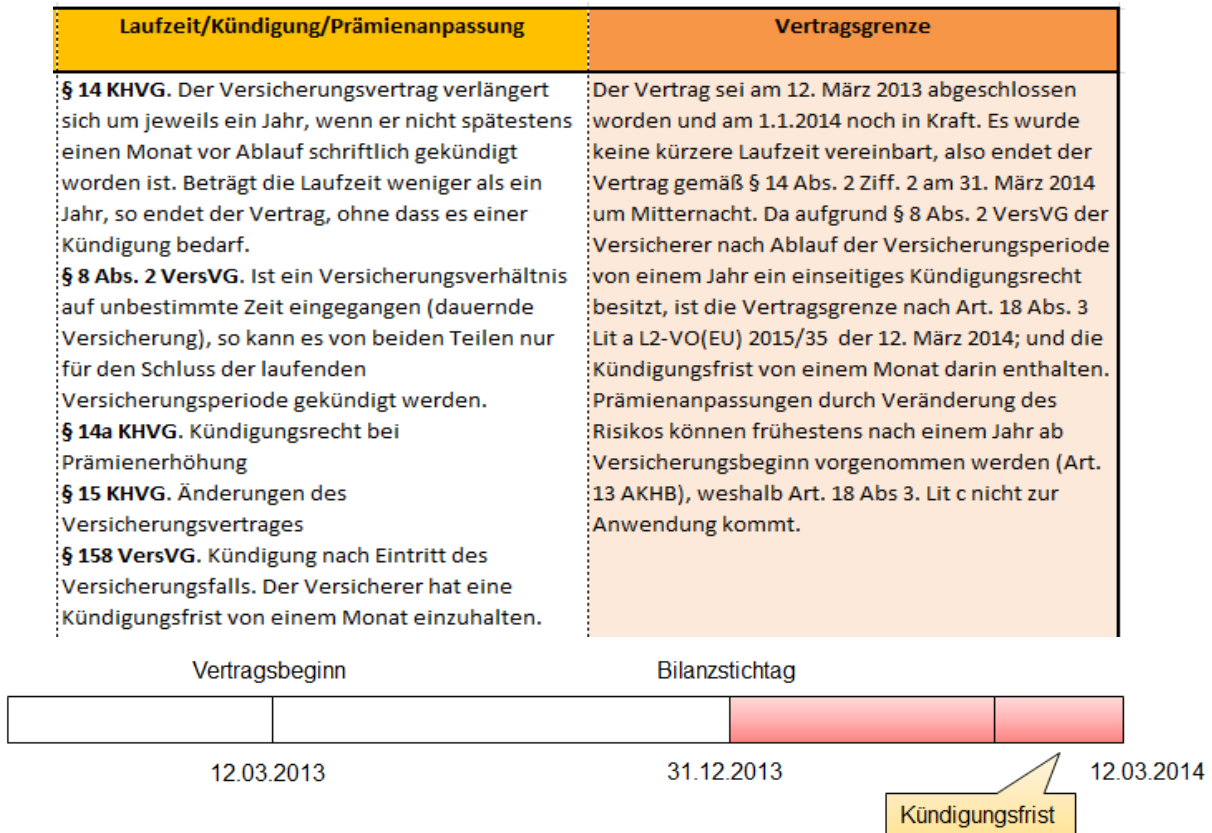 Laufzeit/Kündigung/Prämienanpassung
§ 14 KHVG. Der Versicherungsvertrag verlängert
sich um jeweils ein Jahr, wenn er nicht spätestens
einen Monat vor Ablauf schriftlich gekündigt
worden ist. Beträgt die Laufzeit weniger als ein
Jahr, so endet der Vertrag, ohne dass es einer
Kündigung bedarf.
§ 8 Abs. 2 VersVG. Ist ein Versicherungsverhältnis
auf unbestimmte Zeit eingegangen (dauernde
Versicherung), so kann es von beiden Teilen nur
für den Schluss der laufenden
Versicherungsperiode gekündigt werden.
§ 14a KHVG. Kündigungsrecht bei
Prämienerhöhung
§ 15 KHVG. Änderungen des
Versicherungsvertrages
§ 158 VersVG. Kündigung nach Eintritt des
Versicherungsfalls. Der Versicherer hat eine
Kündigungsfrist von einem Monat einzuhalten.
Vertragsgrenze
Der Vertrag sei am 12. März 2013 abgeschlossen
worden und am 1.1.2014 noch in Kraft. Es wurde
keine kürzere Laufzeit vereinbart, also endet der
Vertrag gemäß § 14 Abs. 2 Ziff. 2 am 31. März 2014
um Mitternacht. Da aufgrund § 8 Abs. 2 VersVG der
Versicherer nach Ablauf der Versicherungsperiode
von einem Jahr ein einseitiges Kündigungsrecht
besitzt, ist die Vertragsgrenze nach Art. 18 Abs. 3
Lit a L2-VO(EU) 2015/35 der 12. März 2014; und die
Kündigungsfrist von einem Monat darin enthalten.
Prämienanpassungen durch Veränderung des
Risikos können frühestens nach einem Jahr ab
Versicherungsbeginn vorgenommen werden (Art.
13 AKHB), weshalb Art. 18 Abs 3. Lit c nicht zur
Anwendung kommt.
Vertragsbeginn
Bilanzstichtag
12.03.2013
31.12.2013
12.03.2014
Kündigungsfrist